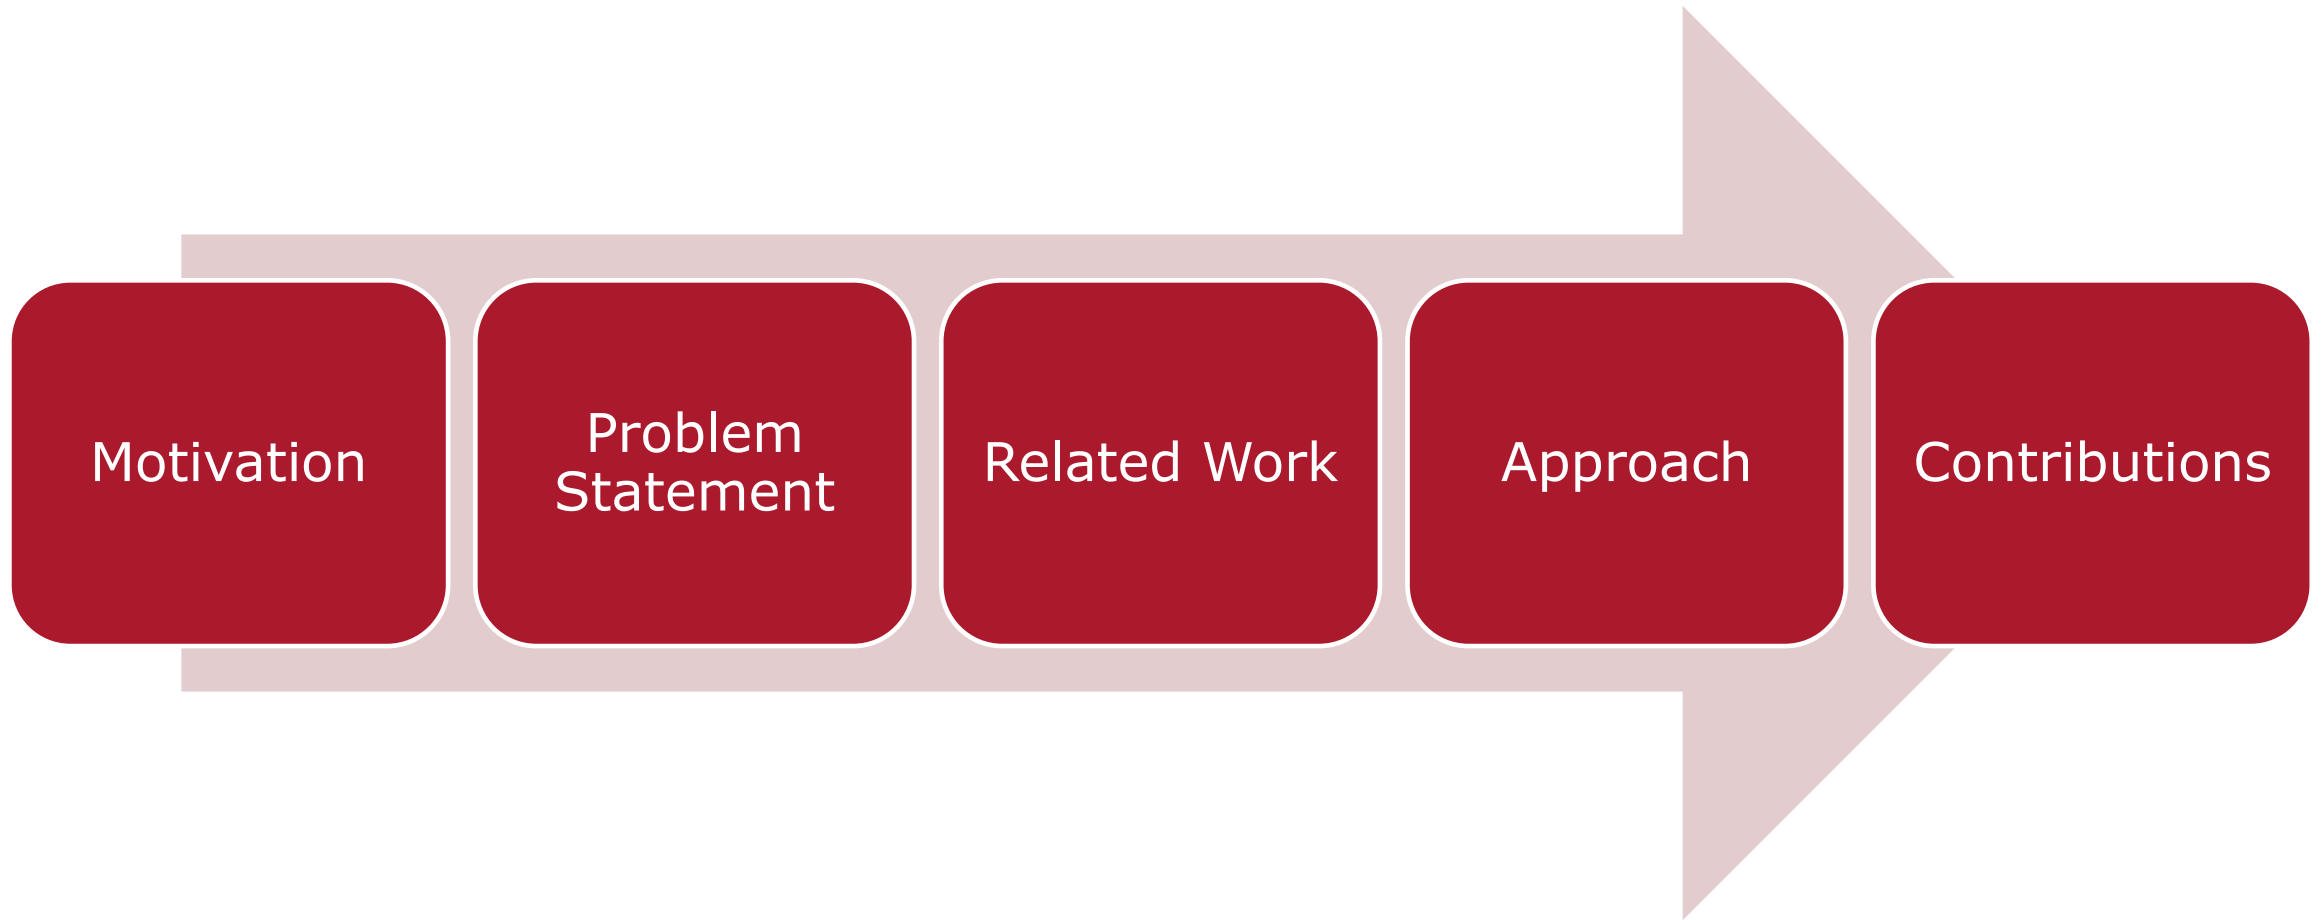 Motivation
Problem
Statement
Related Work
Approach
Contributions